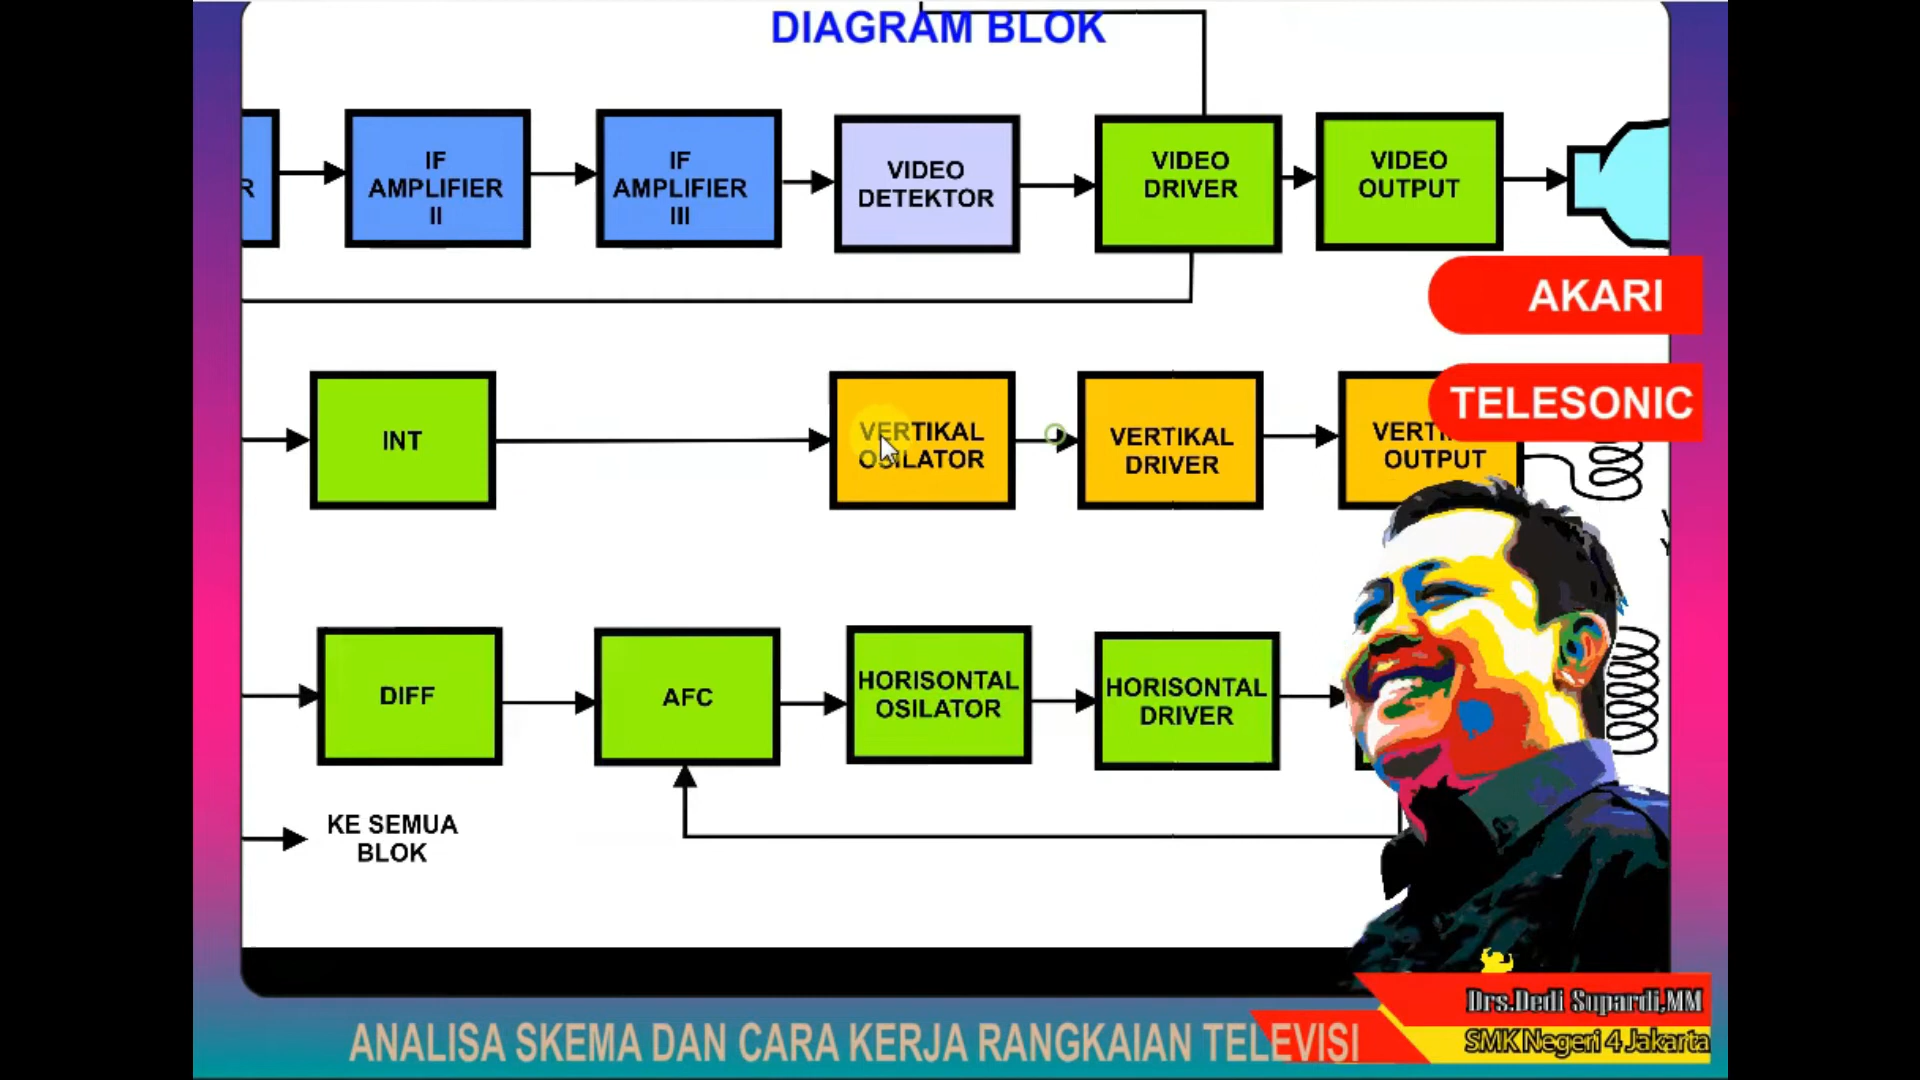 DIAGRAM BLOK
R
IF
AMPLIFIER
II
IF
AMPLIFIER
III
VIDEO
DETEKTOR
VIDEO
DRIVER
VIDEO
OUTPUT
AKARI
TELESONIC
INT
VERTIKAL
OSILATOR
VERTIKAL
DRIVER
VERT
OUTPUT
DIFF
AFC
HORISONTAL
OSILATOR
HORISONTAL
DRIVER
KE SEMUA
BLOK
Drs.Dedi Supardi,MM
SMK Negeri 4 Jakarta
ANALISA SKEMA DAN CARA KERJA RANGKAIAN TELEVISI